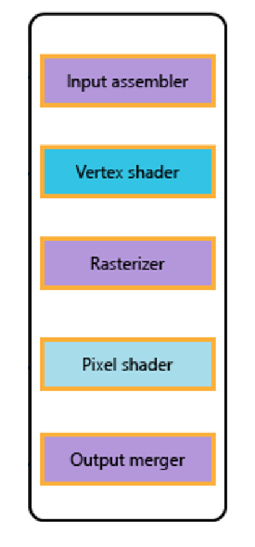 Input assembler
Vertex shader
Rasterizer
Pixel shader
Output merger